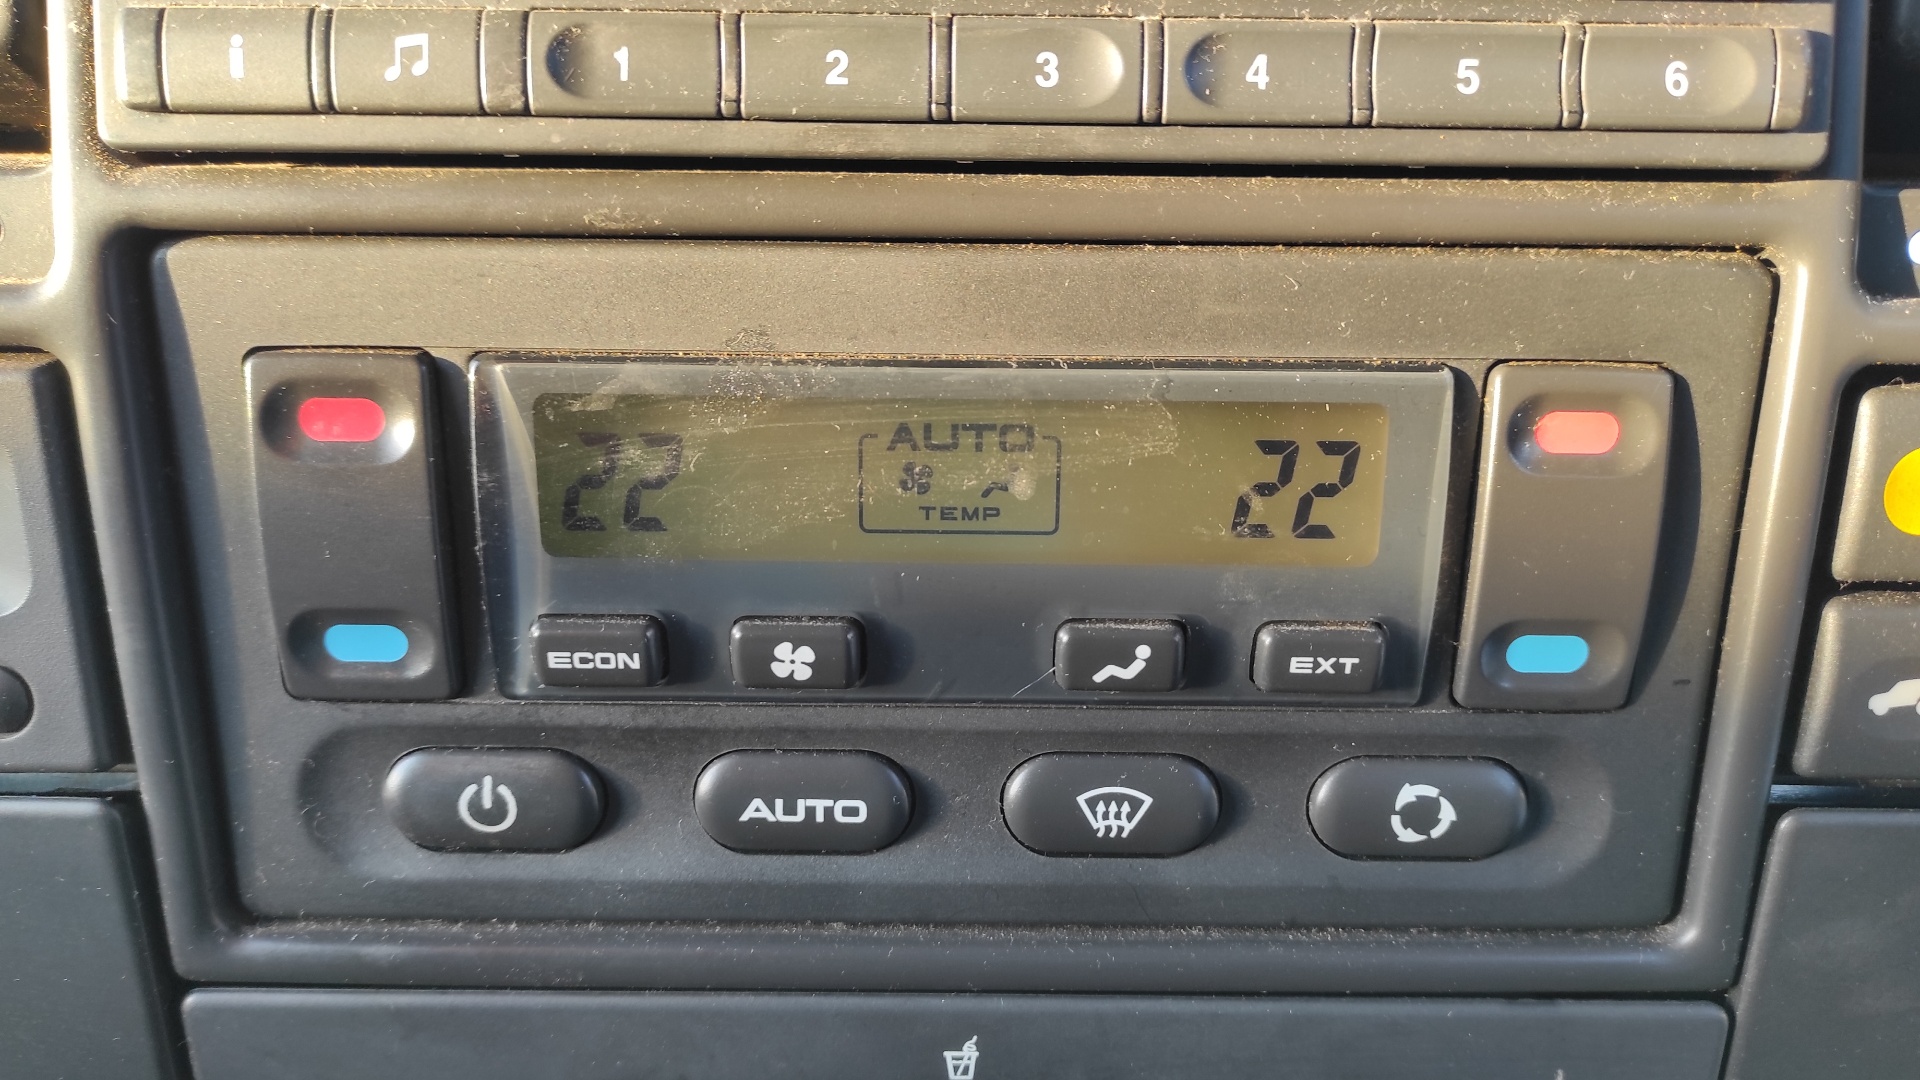 i 1 2 3 4 5 6
22 AUTO 22
TEMP
ECON EXT
AUTO